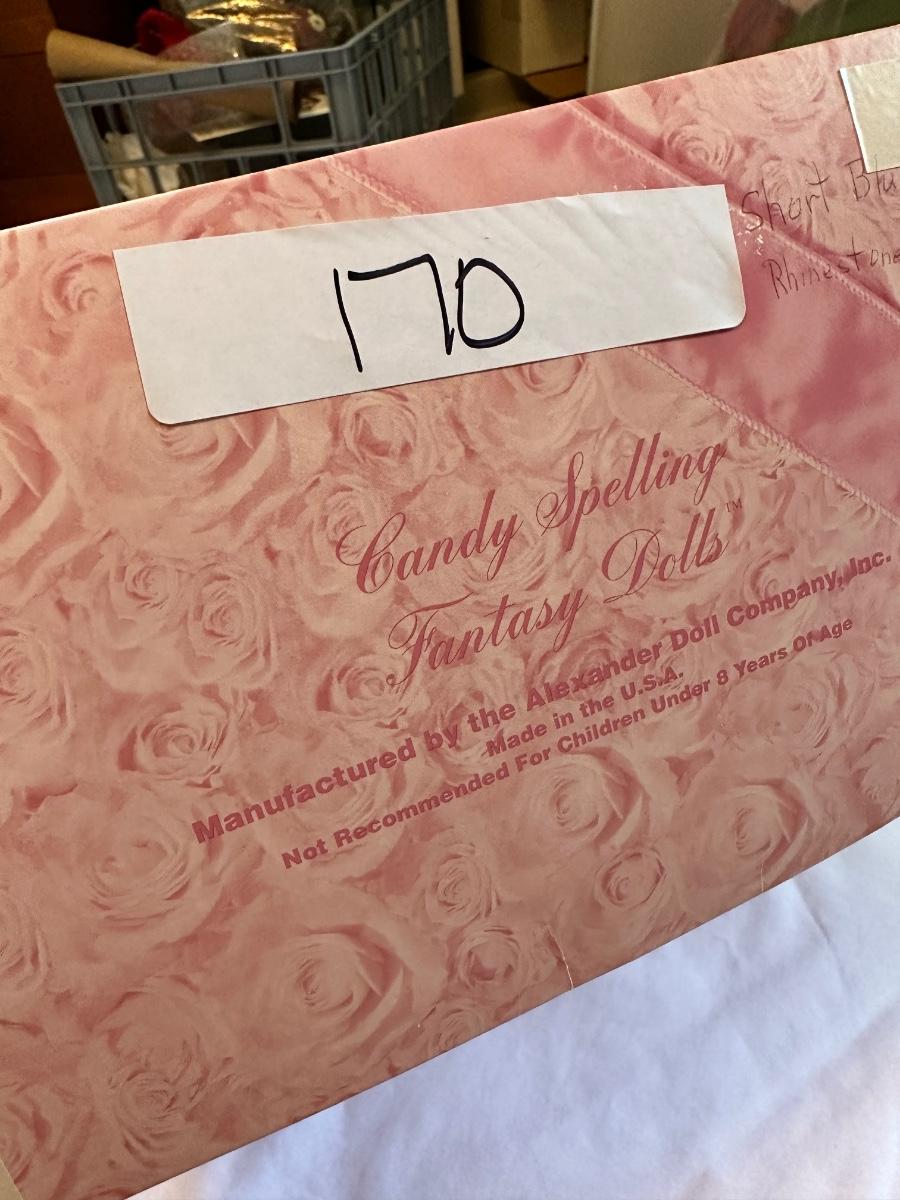 170
Short Blu
Rhinestone
Candy Spelling
Fantasy Dolls™
Manufactured by the Alexander Doll Company, Inc.
Made in the U.S.A.
Not Recommended For Children Under 8 Years Of Age